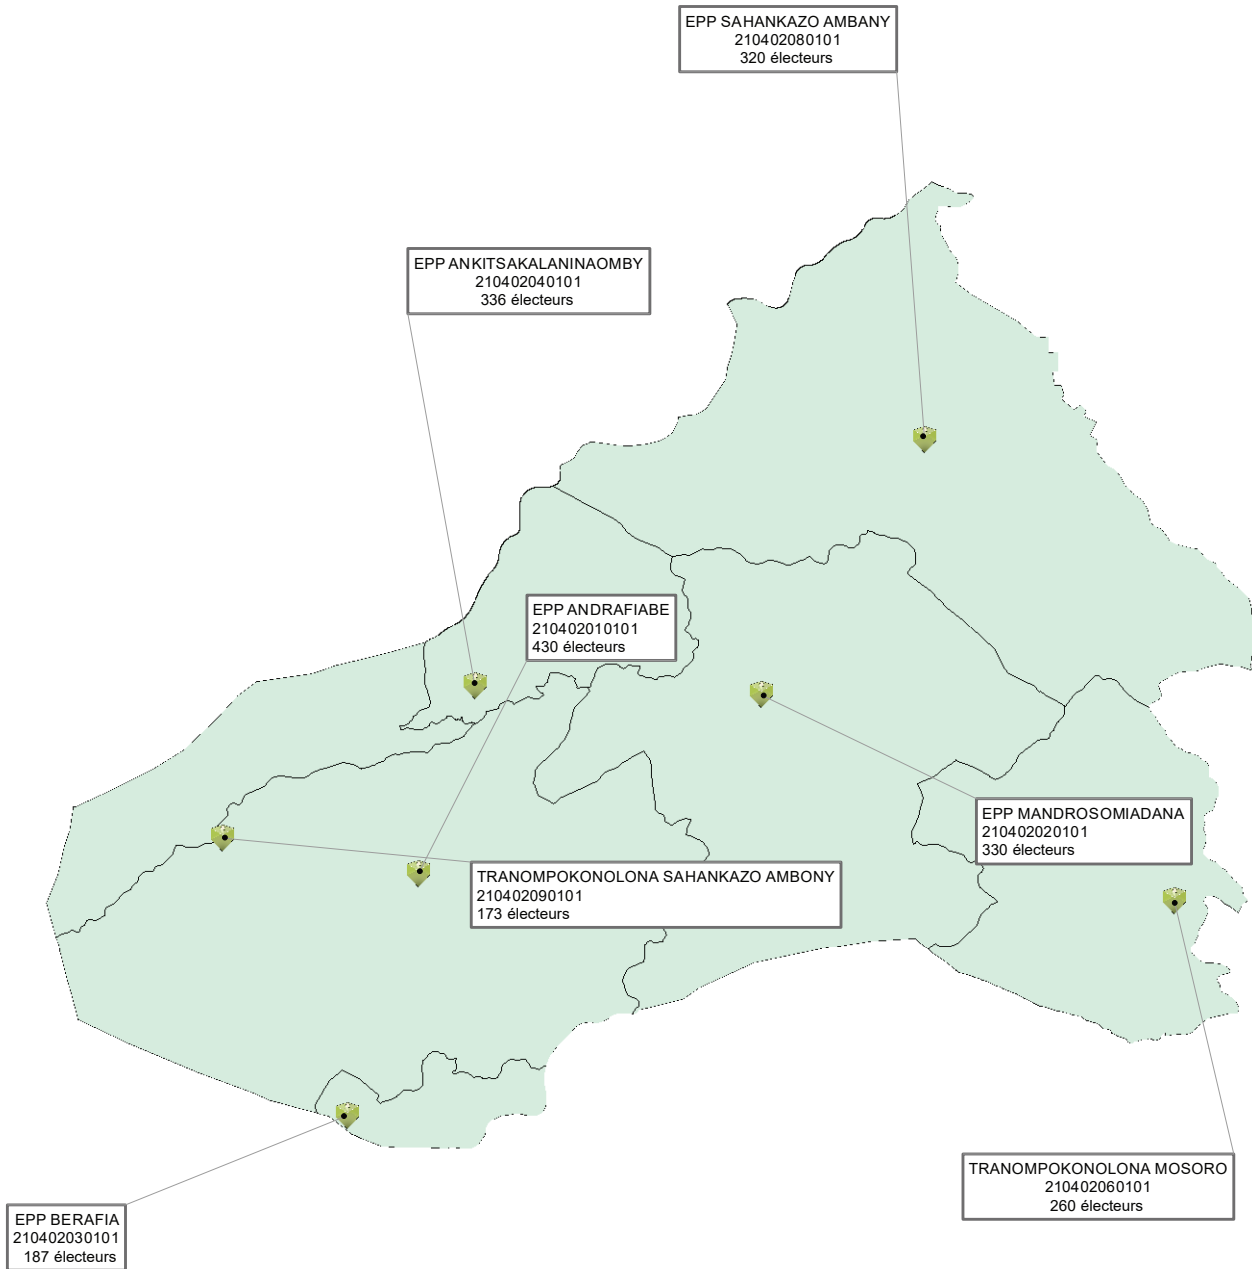 EPP SAHANKAZO AMBANY
210402080101
320 électeurs
EPP ANKITSAKALANINAOMBY
210402040101
336 électeurs
EPP ANDRAFIABE
210402010101
430 électeurs
EPP MANDROSOMIADANA
210402020101
330 électeurs
TRANOMPOKONOLONA SAHANKAZO AMBONY
210402090101
173 électeurs
TRANOMPOKONOLONA MOSORO
210402060101
260 électeurs
EPP BERAFIA
210402030101
187 électeurs